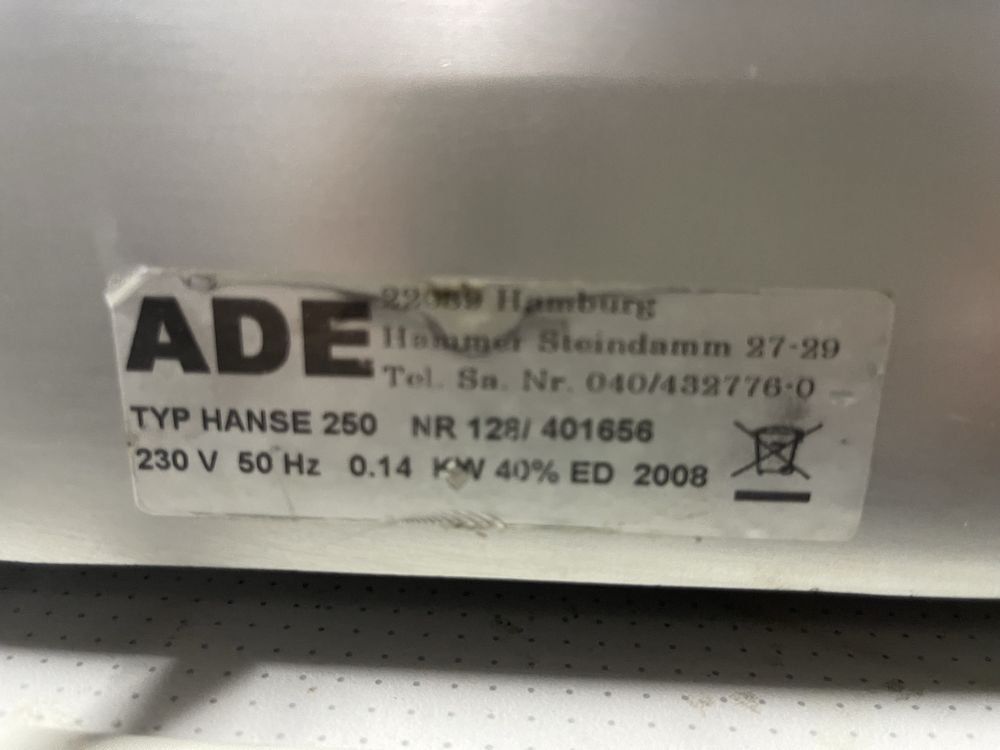 ADE
22089 Hamburg
Hammer Steindamm 27-29
Tel. Sa. Nr. 040/432776-0
TYP HANSE 250 NR 128/ 401656
230 V 50 Hz 0.14 KW 40% ED 2008